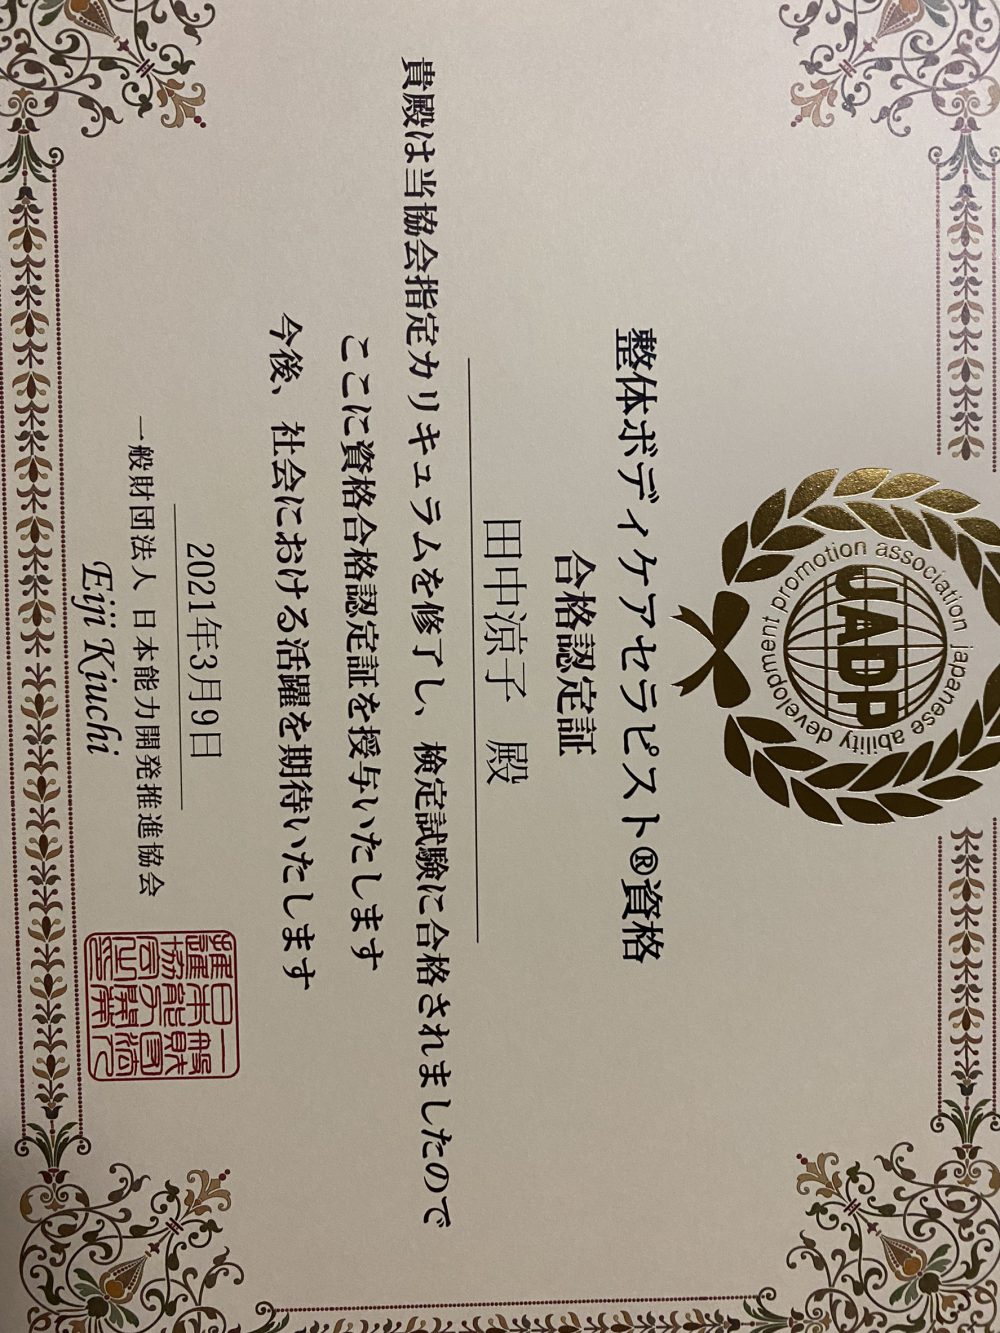 japanese ability development promotion association
JADP
整体ボディケアセラピスト®資格
合格認定証
田中涼子 殿
貴殿は当協会指定カリキュラムを修了し、検定試験に合格されましたので
ここに資格合格認定証を授与いたします
今後、社会における活躍を期待いたします
2021年3月9日
一般財団法人 日本能力開発推進協会
Eiji Kiuchi